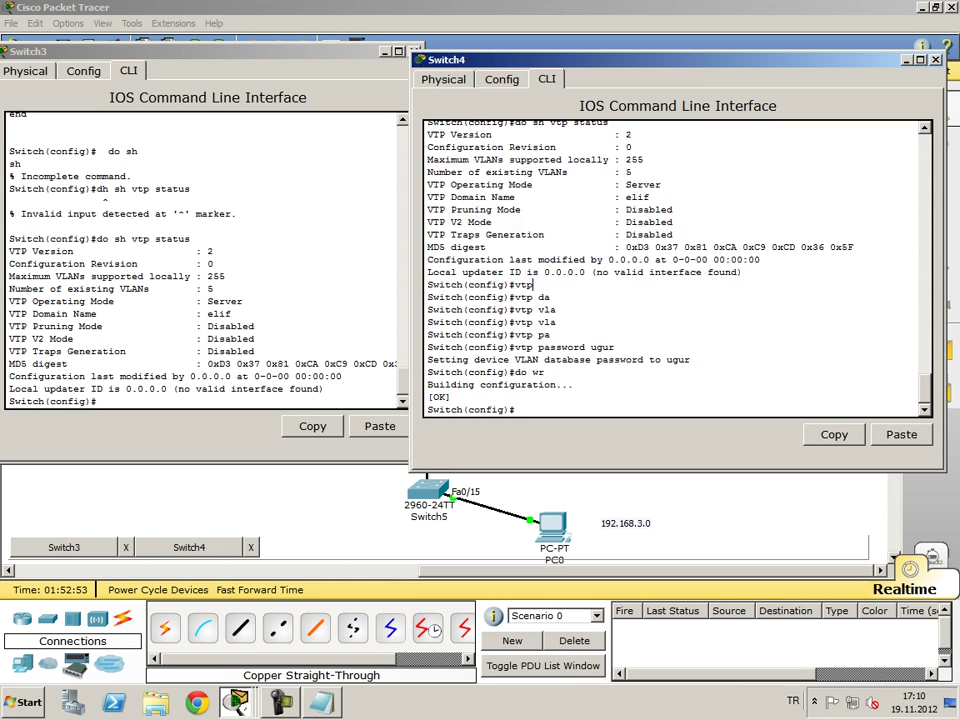 Cisco Packet Tracer
File Edit Options View Tools Extensions Help
Switch3
Physical Config CLI
IOS Command Line Interface
end
Switch(config)#  do sh
sh
% Incomplete command.
Switch(config)#dh sh vtp status
^
% Invalid input detected at '^' marker.
Switch(config)#do sh vtp status
VTP Version : 2
Configuration Revision : 0
Maximum VLANs supported locally : 255
Number of existing VLANs : 5
VTP Operating Mode : Server
VTP Domain Name : elif
VTP Pruning Mode : Disabled
VTP V2 Mode : Disabled
VTP Traps Generation : Disabled
MD5 digest : 0xD3 0x37 0x81 0xCA 0xC9 0xCD 0x3
Configuration last modified by 0.0.0.0 at 0-0-00 00:00:00
Local updater ID is 0.0.0.0 (no valid interface found)
Switch(config)#
Copy Paste
Switch4
Physical Config CLI
IOS Command Line Interface
Switch(config)#do sh vtp status
VTP Version : 2
Configuration Revision : 0
Maximum VLANs supported locally : 255
Number of existing VLANs : 5
VTP Operating Mode : Server
VTP Domain Name : elif
VTP Pruning Mode : Disabled
VTP V2 Mode : Disabled
VTP Traps Generation : Disabled
MD5 digest : 0xD3 0x37 0x81 0xCA 0xC9 0xCD 0x36 0x5F
Configuration last modified by 0.0.0.0 at 0-0-00 00:00:00
Local updater ID is 0.0.0.0 (no valid interface found)
Switch(config)#vtp
Switch(config)#vtp da
Switch(config)#vtp vla
Switch(config)#vtp vla
Switch(config)#vtp pa
Switch(config)#vtp password ugur
Setting device VLAN database password to ugur
Switch(config)#do wr
Building configuration...
[OK]
Switch(config)#
Copy Paste
Fa0/15
2960-24TT
Switch5
192.168.3.0
PC-PT
PC8
Switch3 X Switch4 X
Time: 01:52:53 Power Cycle Devices Fast Forward Time
Realtime
Connections
Copper Straight-Through
Scenario 0
New Delete
Toggle PDU List Window
Fire Last Status Source Destination Type Color Time (se
Start
TR
17:10
19.11.2012